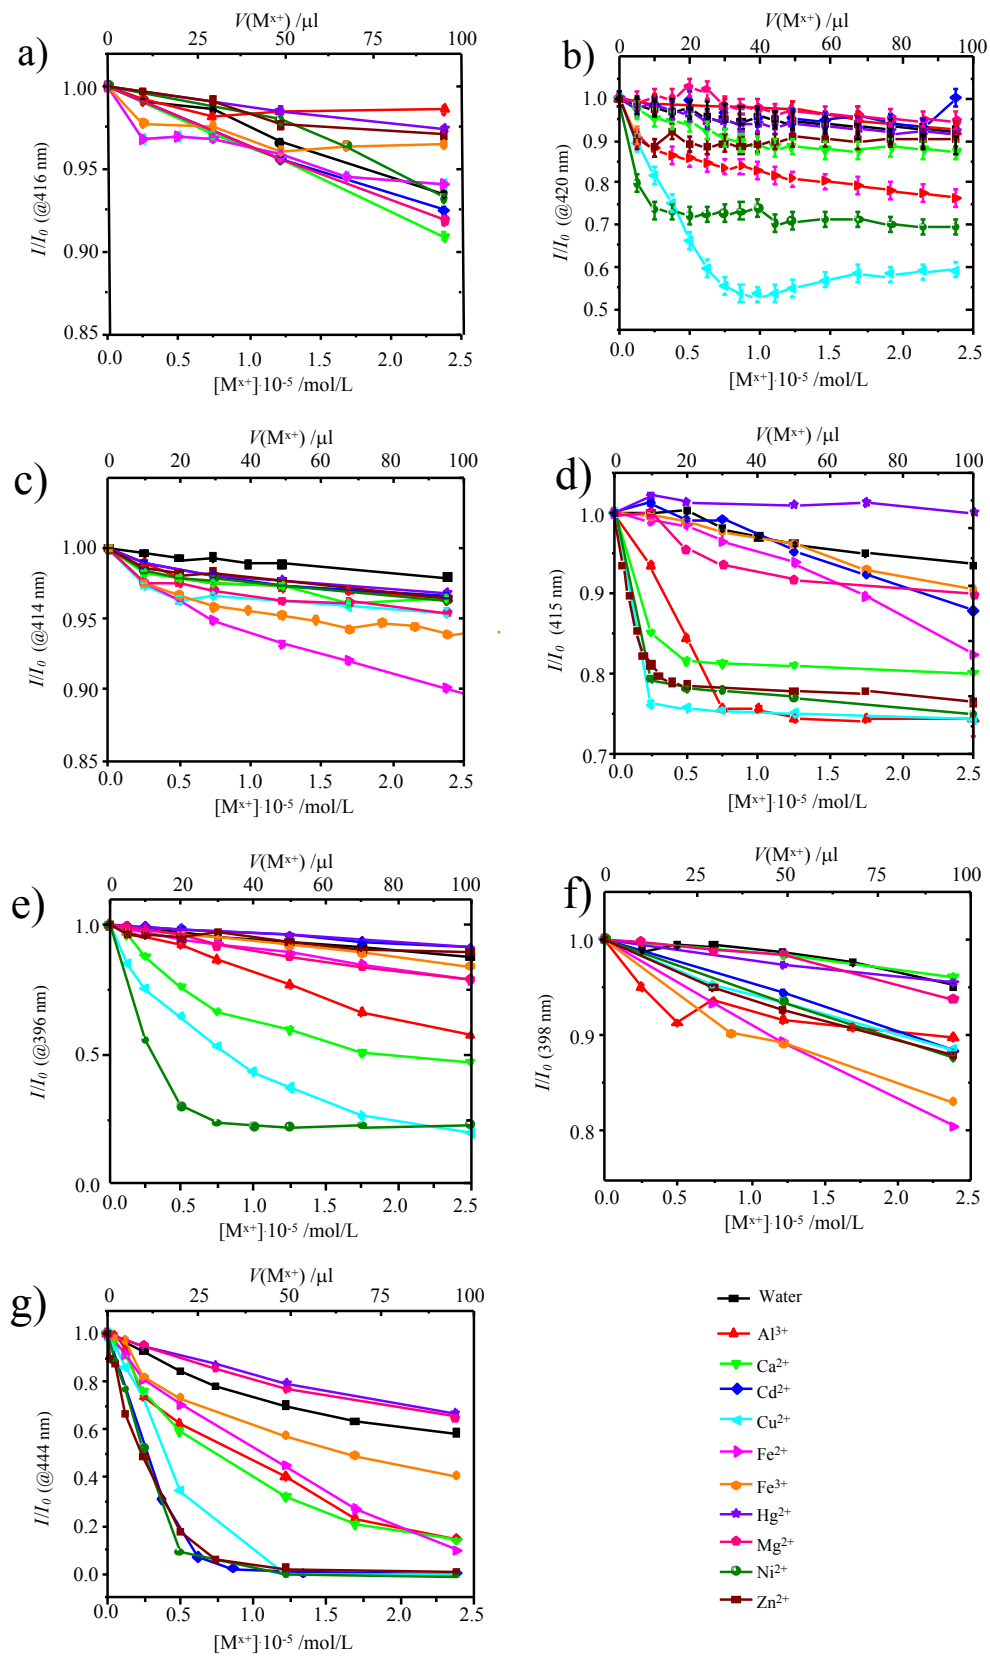 a)
V(Mˣ⁺) /µl
0 25 50 75 100
I/I₀ (@416 nm)
1.00
0.95
0.90
0.85
0.0 0.5 1.0 1.5 2.0 2.5
[Mˣ⁺]·10⁻⁵ /mol/L
b)
V(Mˣ⁺) /µl
0 20 40 60 80 100
I/I₀ (@420 nm)
1.0
0.9
0.8
0.7
0.6
0.5
0.0 0.5 1.0 1.5 2.0 2.5
[Mˣ⁺]·10⁻⁵ /mol/L
c)
V(Mˣ⁺) /µl
0 20 40 60 80 100
I/I₀ (@414 nm)
1.00
0.95
0.90
0.85
0.0 0.5 1.0 1.5 2.0 2.5
[Mˣ⁺]·10⁻⁵ /mol/L
d)
V(Mˣ⁺) /µl
0 20 40 60 80 100
I/I₀ (415 nm)
1.0
0.9
0.8
0.7
0.0 0.5 1.0 1.5 2.0 2.5
[Mˣ⁺]·10⁻⁵ /mol/L
e)
V(Mˣ⁺) /µl
0 20 40 60 80 100
I/I₀ (@396 nm)
1.0
0.5
0.0
0.0 0.5 1.0 1.5 2.0 2.5
[Mˣ⁺]·10⁻⁵ /mol/L
f)
V(Mˣ⁺) /µl
0 25 50 75 100
I/I₀ (398 nm)
1.0
0.9
0.8
0.0 0.5 1.0 1.5 2.0 2.5
[Mˣ⁺]·10⁻⁵ /mol/L
g)
V(Mˣ⁺) /µl
0 25 50 75 100
I/I₀ (@444 nm)
1.0
0.8
0.6
0.4
0.2
0.0
0.0 0.5 1.0 1.5 2.0 2.5
[Mˣ⁺]·10⁻⁵ /mol/L
Water
Al³⁺
Ca²⁺
Cd²⁺
Cu²⁺
Fe²⁺
Fe³⁺
Hg²⁺
Mg²⁺
Ni²⁺
Zn²⁺